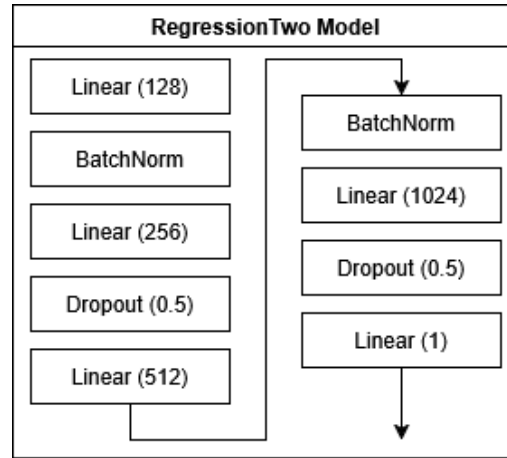 RegressionTwo Model
Linear (128)
BatchNorm
Linear (256)
Dropout (0.5)
Linear (512)
BatchNorm
Linear (1024)
Dropout (0.5)
Linear (1)